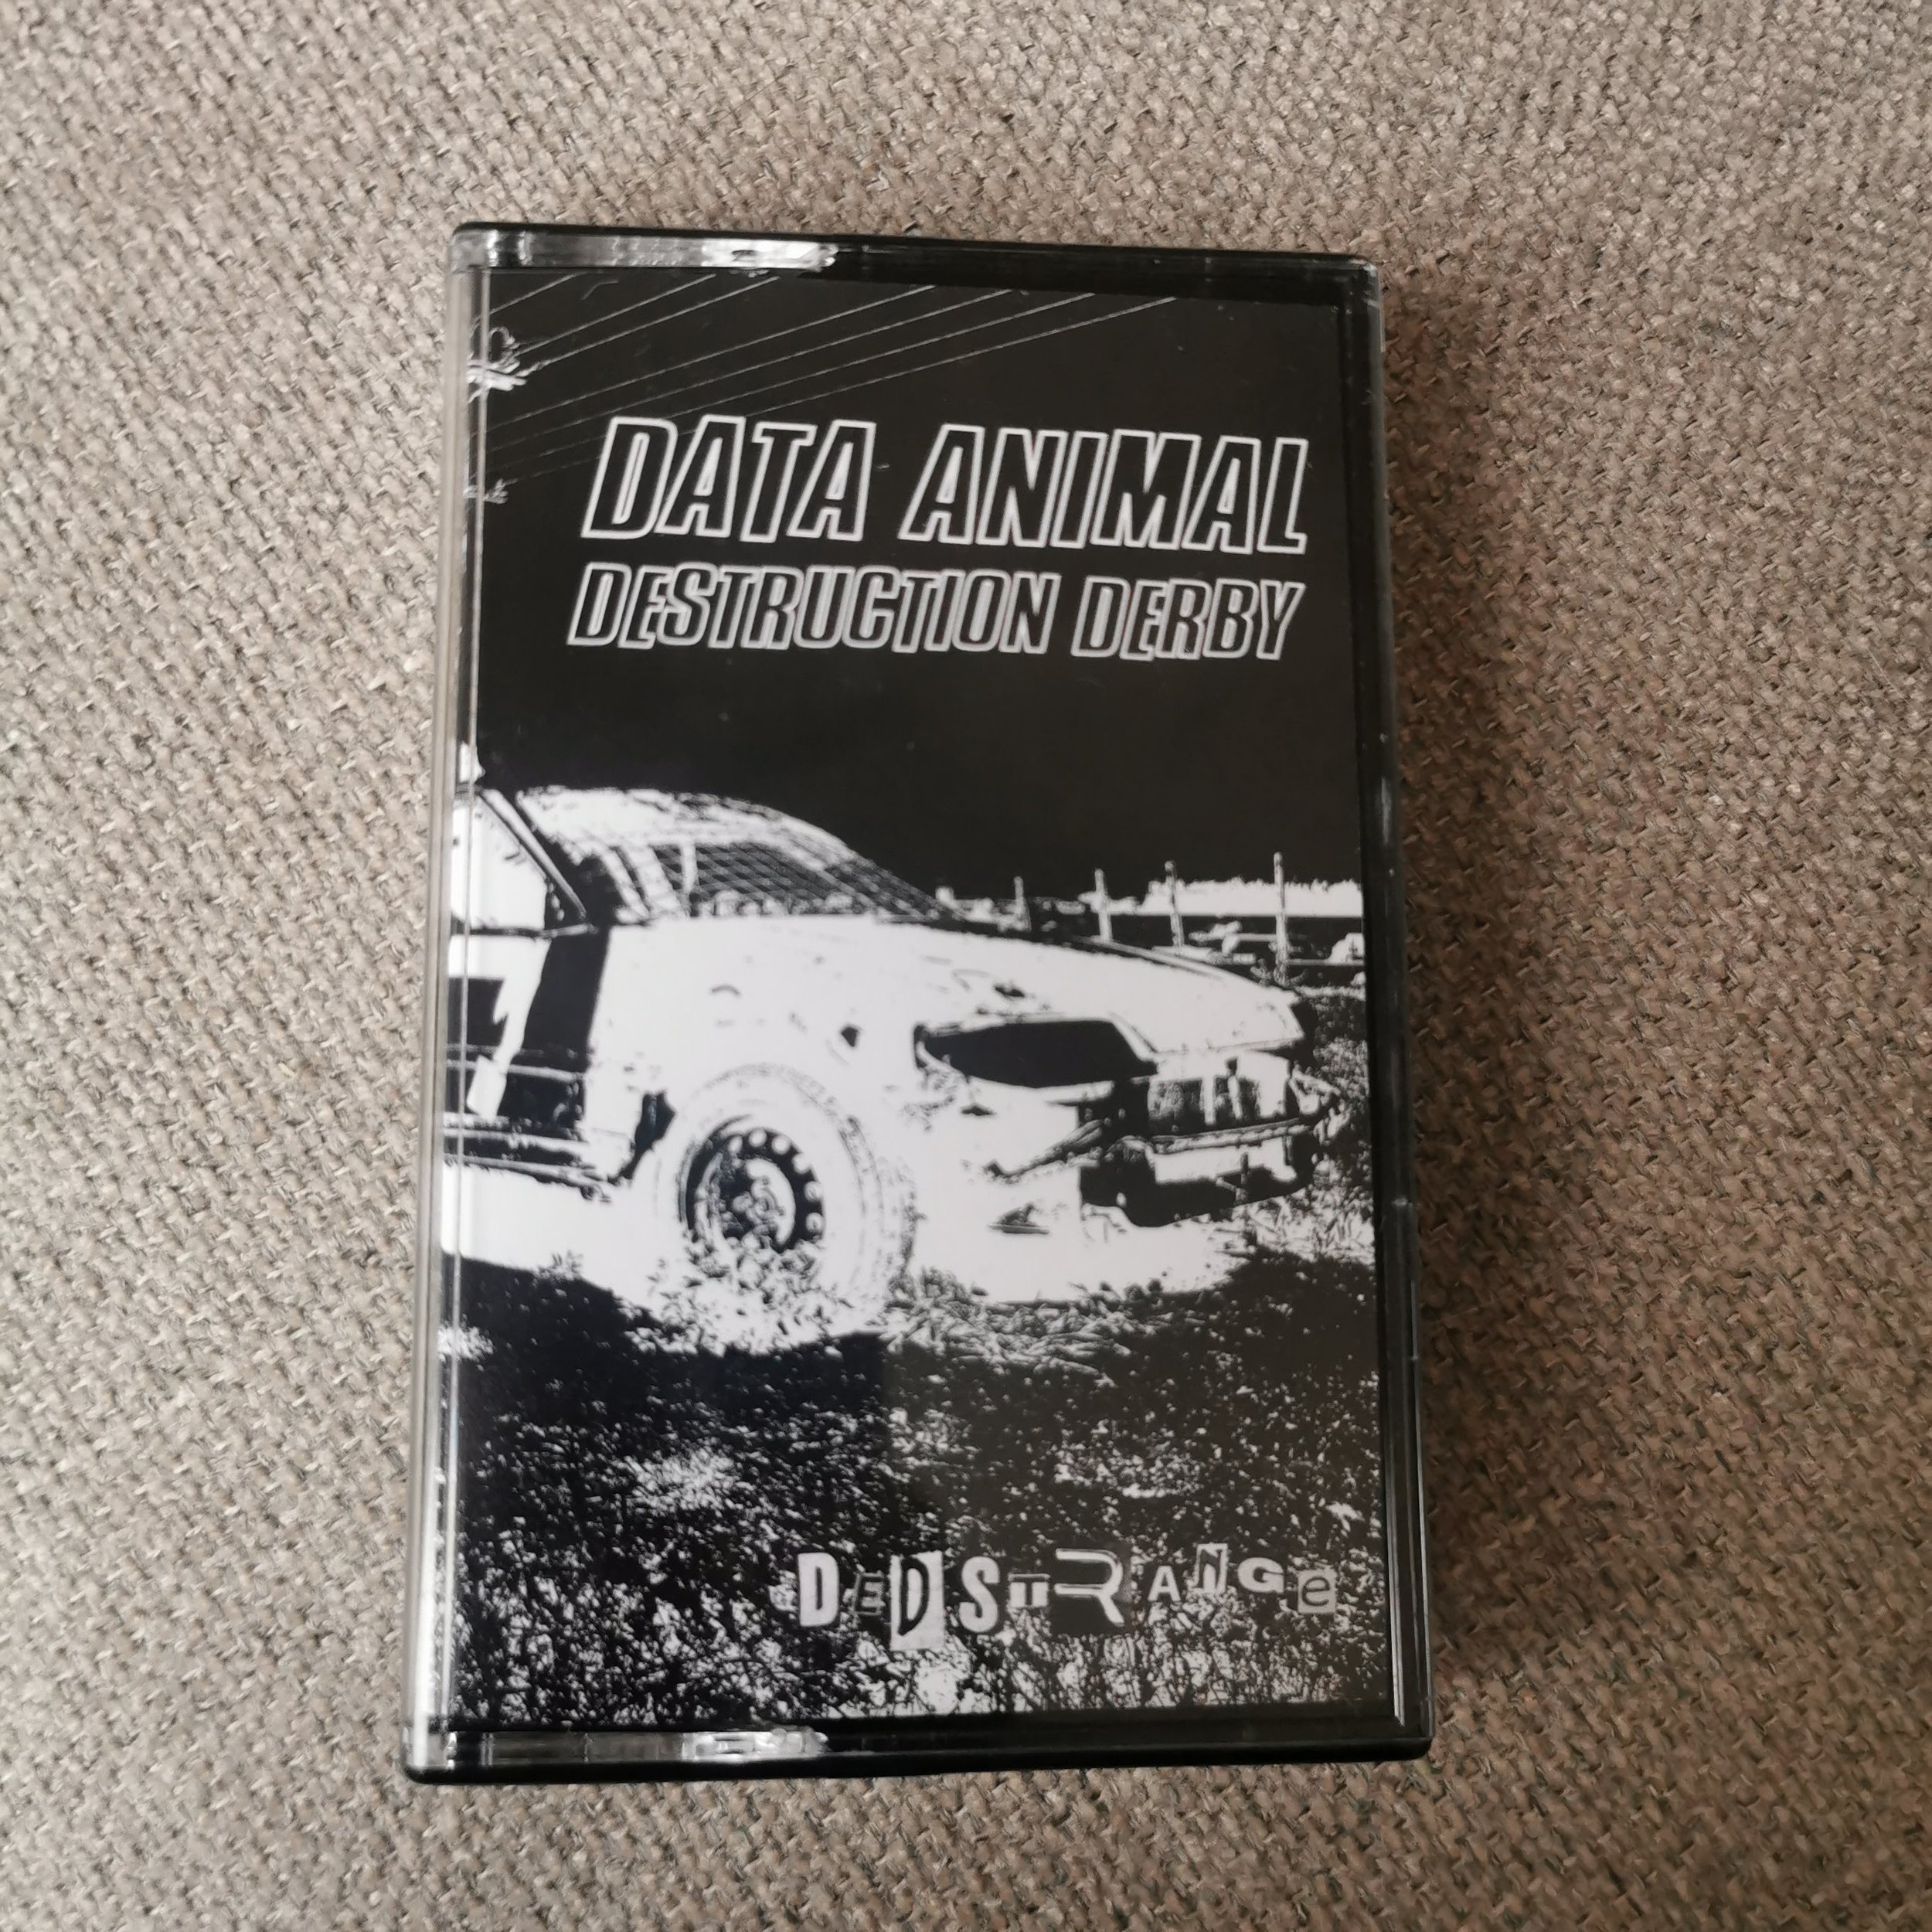 DATA ANIMAL
DESTRUCTION DERBY
DEDSTRANGe